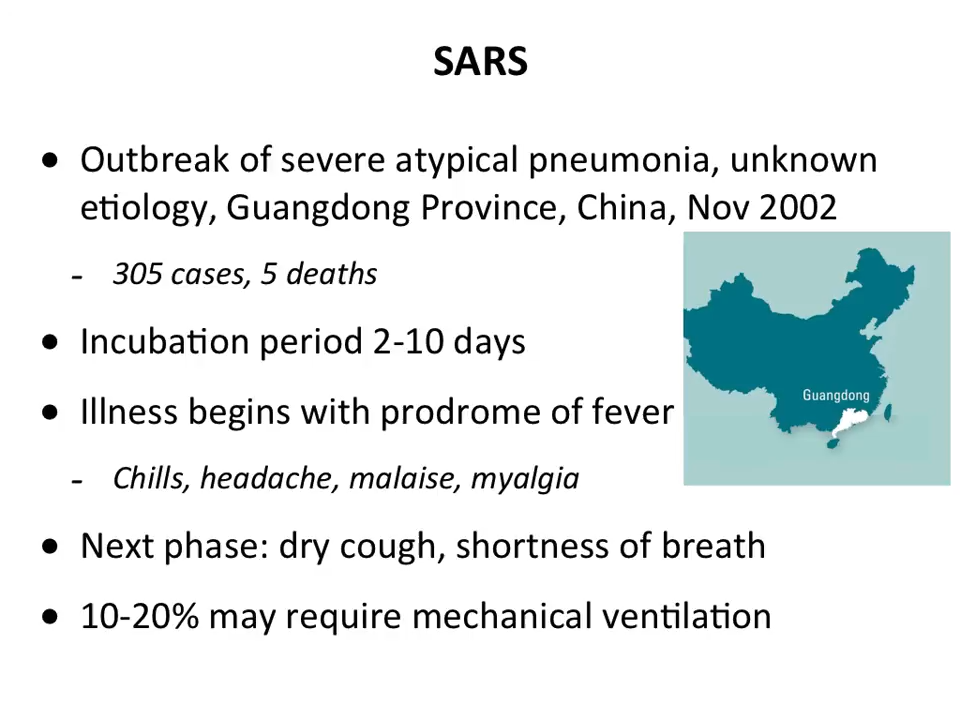 SARS
• Outbreak of severe atypical pneumonia, unknown
etiology, Guangdong Province, China, Nov 2002
- 305 cases, 5 deaths
• Incubation period 2-10 days
• Illness begins with prodrome of fever
Guangdong
- Chills, headache, malaise, myalgia
• Next phase: dry cough, shortness of breath
• 10-20% may require mechanical ventilation